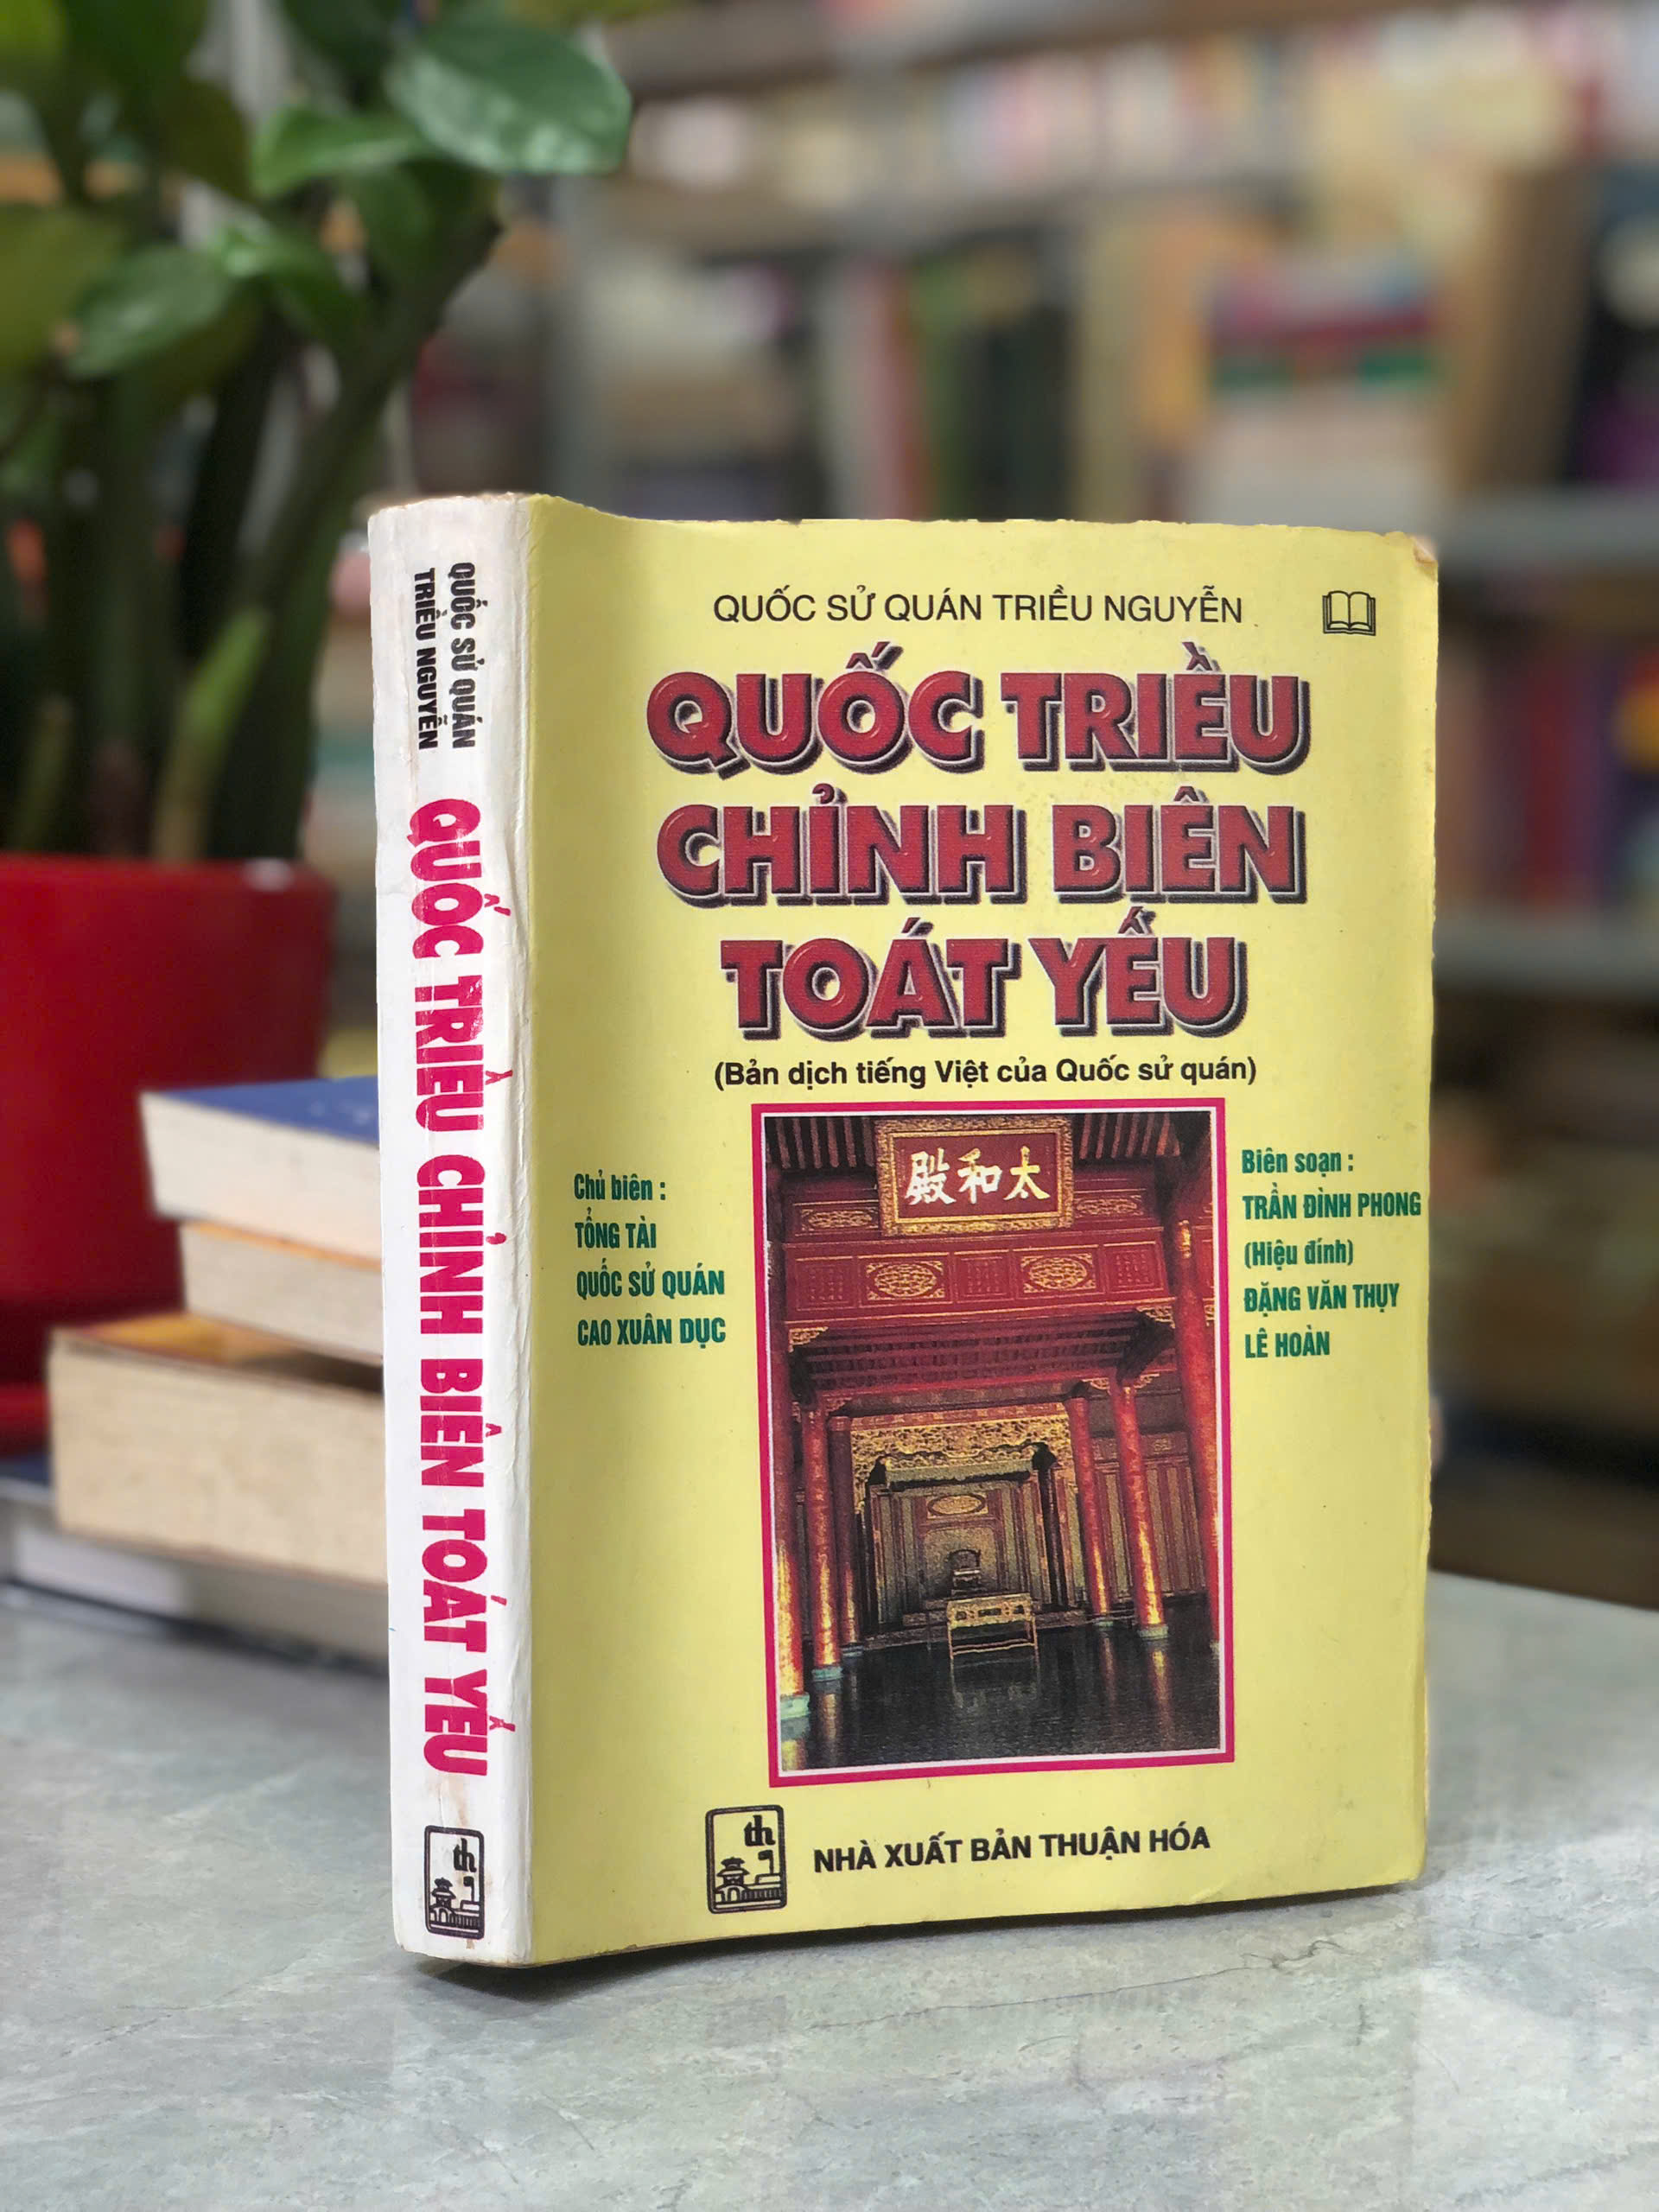 QUỐC SỬ QUÁN
TRIỀU NGUYỄN
QUỐC TRIỀU CHỈNH BIÊN TOÁT YẾU
th
QUỐC SỬ QUÁN TRIỀU NGUYỄN
QUỐC TRIỀU
CHỈNH BIÊN
TOÁT YẾU
(Bản dịch tiếng Việt của Quốc sử quán)
Chủ biên :
TỔNG TÀI
QUỐC SỬ QUÁN
CAO XUÂN DỤC
殿和太
Biên soạn :
TRẦN ĐÌNH PHONG
(Hiệu đính)
ĐẶNG VĂN THỤY
LÊ HOÀN
th
NHÀ XUẤT BẢN THUẬN HÓA